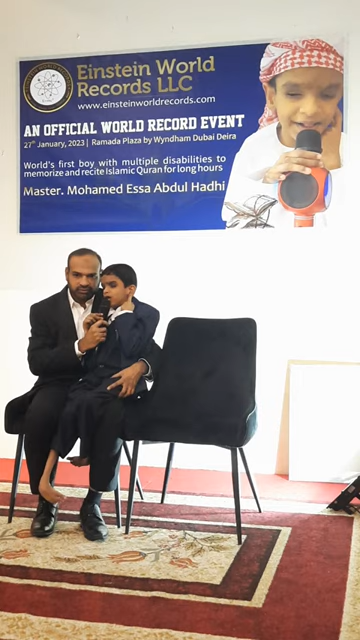 Einstein World
Records LLC
www.einsteinworldrecords.com
AN OFFICIAL WORLD RECORD EVENT
27th January, 2023 | Ramada Plaza by Wyndham Dubai Deira
World's first boy with multiple disabilities to
memorize and recite Islamic Quran for long hours
Master. Mohamed Essa Abdul Hadhi